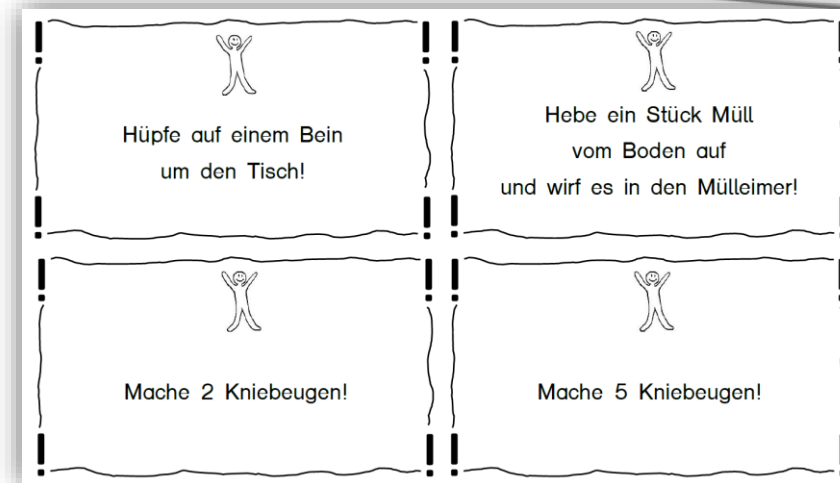 Hüpfe auf einem Bein
um den Tisch!
Hebe ein Stück Müll
vom Boden auf
und wirf es in den Mülleimer!
Mache 2 Kniebeugen!
Mache 5 Kniebeugen!